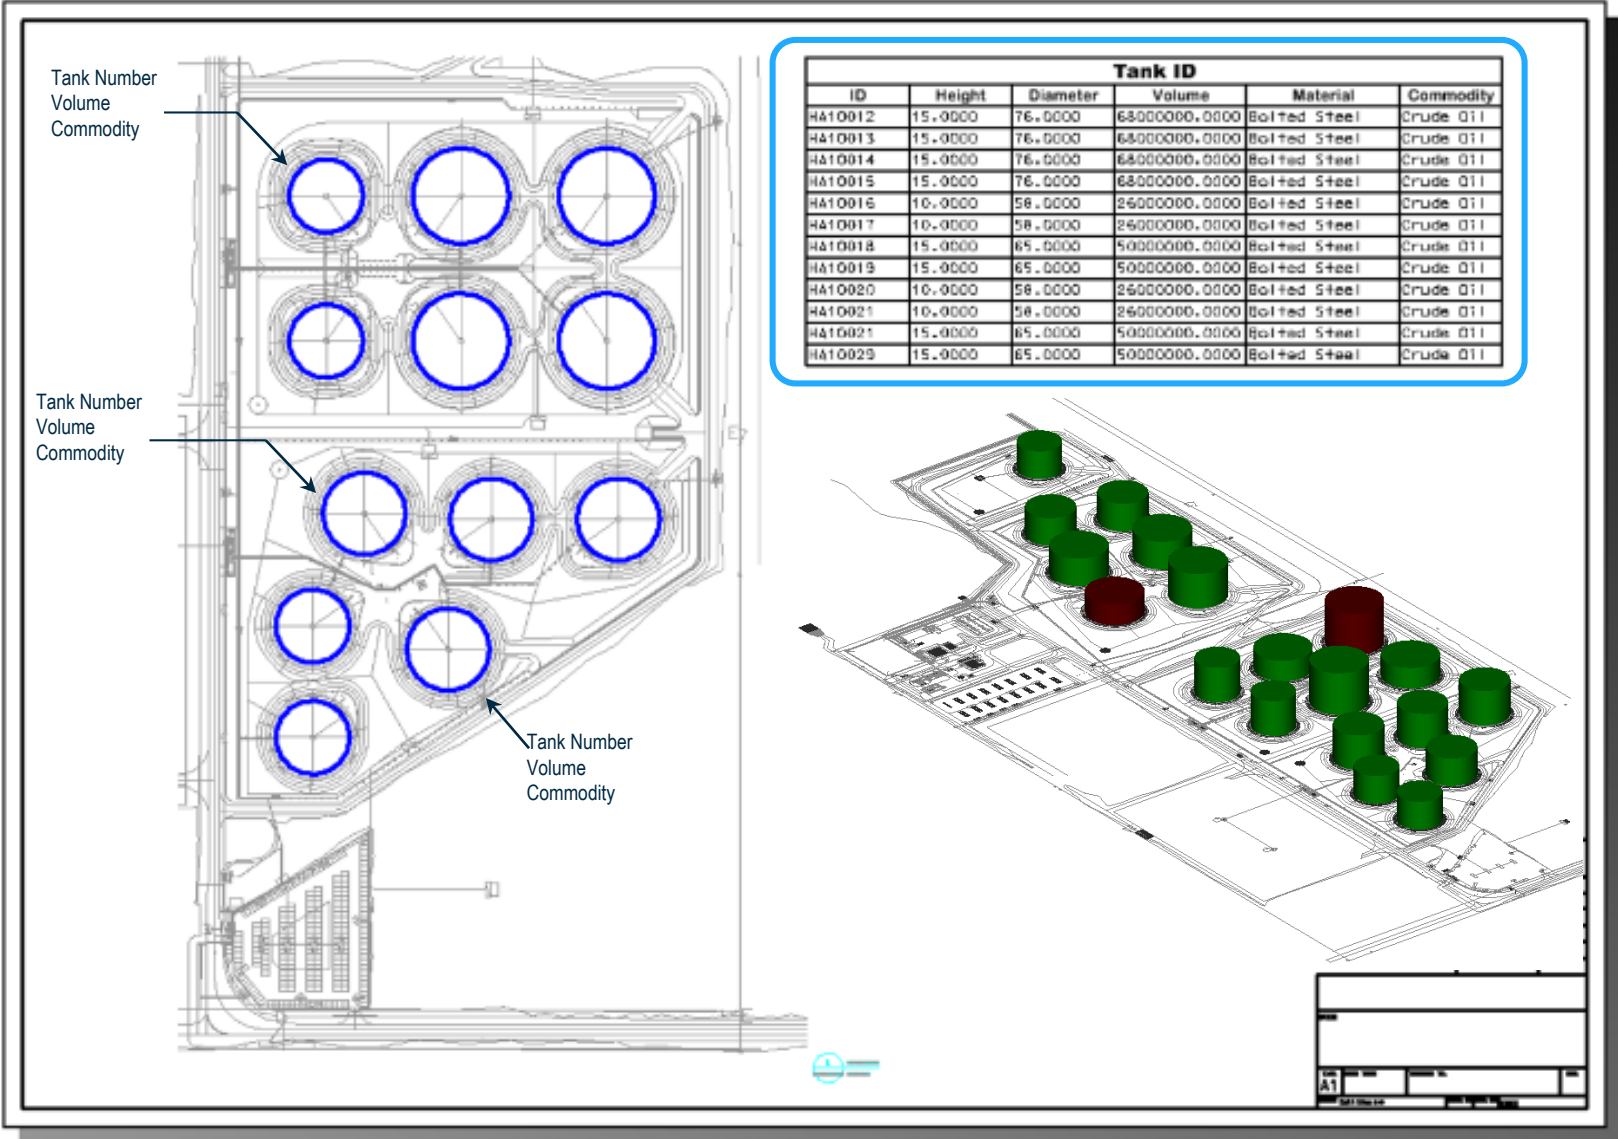 Tank Number
Volume
Commodity
Tank ID
ID Height Diameter Volume Material Commodity
HA10012 15.0000 76.0000 68000000.0000 Bolted Steel Crude Oil
HA10013 15.0000 76.0000 68000000.0000 Bolted Steel Crude Oil
HA10014 15.0000 76.0000 68000000.0000 Bolted Steel Crude Oil
HA10015 15.0000 76.0000 68000000.0000 Bolted Steel Crude Oil
HA10016 10.0000 58.0000 26000000.0000 Bolted Steel Crude Oil
HA10017 10.0000 58.0000 26000000.0000 Bolted Steel Crude Oil
HA10018 15.0000 65.0000 50000000.0000 Bolted Steel Crude Oil
HA10019 15.0000 65.0000 50000000.0000 Bolted Steel Crude Oil
HA10020 10.0000 58.0000 26000000.0000 Bolted Steel Crude Oil
HA10021 10.0000 58.0000 26000000.0000 Bolted Steel Crude Oil
HA10021 15.0000 65.0000 50000000.0000 Bolted Steel Crude Oil
HA10029 15.0000 65.0000 50000000.0000 Bolted Steel Crude Oil
Tank Number
Volume
Commodity
Tank Number
Volume
Commodity
A1